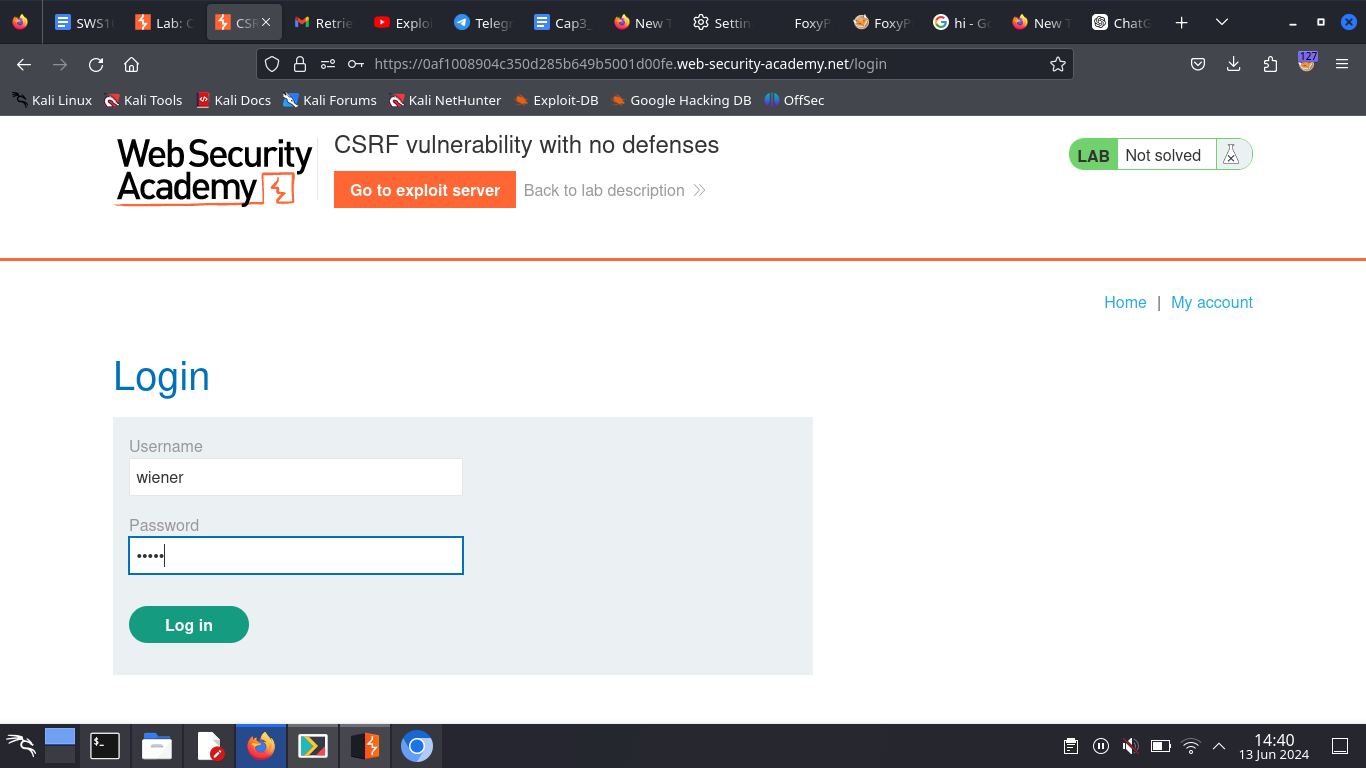 SWS1
Lab: C
CSR
Retrie
Exploi
Telegr
Cap3_
New T
Settin
FoxyP
FoxyP
hi - Go
New T
ChatG
https://0af1008904c350d285b649b2001d00fe.web-security-academy.net/login
127
Kali Linux
Kali Tools
Kali Docs
Kali Forums
Kali NetHunter
Exploit-DB
Google Hacking DB
OffSec
Web Security
Academy
CSRF vulnerability with no defenses
Go to exploit server
Back to lab description
LAB
Not solved
Home | My account
Login
Username
wiener
Password
•••••
Log in
14:40
13 Jun 2024